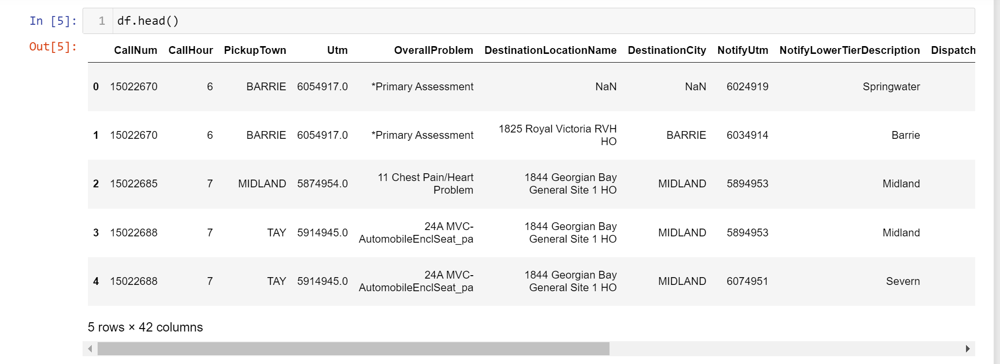 In [5]: 1 df.head()
Out[5]:
CallNum CallHour PickupTown Utm OverallProblem DestinationLocationName DestinationCity NotifyUtm NotifyLowerTierDescription Dispatch
0 15022670 6 BARRIE 6054917.0 *Primary Assessment NaN NaN 6024919 Springwater
1825 Royal Victoria RVH
1 15022670 6 BARRIE 6054917.0 *Primary Assessment BARRIE 6034914 Barrie
HO
11 Chest Pain/Heart 1844 Georgian Bay
2 15022685 7 MIDLAND 5874954.0 MIDLAND 5894953 Midland
Problem General Site 1 HO
24A MVC- 1844 Georgian Bay
3 15022688 7 TAY 5914945.0 MIDLAND 5894953 Midland
AutomobileEnclSeat_pa General Site 1 HO
24A MVC- 1844 Georgian Bay
4 15022688 7 TAY 5914945.0 MIDLAND 6074951 Severn
AutomobileEnclSeat_pa General Site 1 HO
5 rows × 42 columns